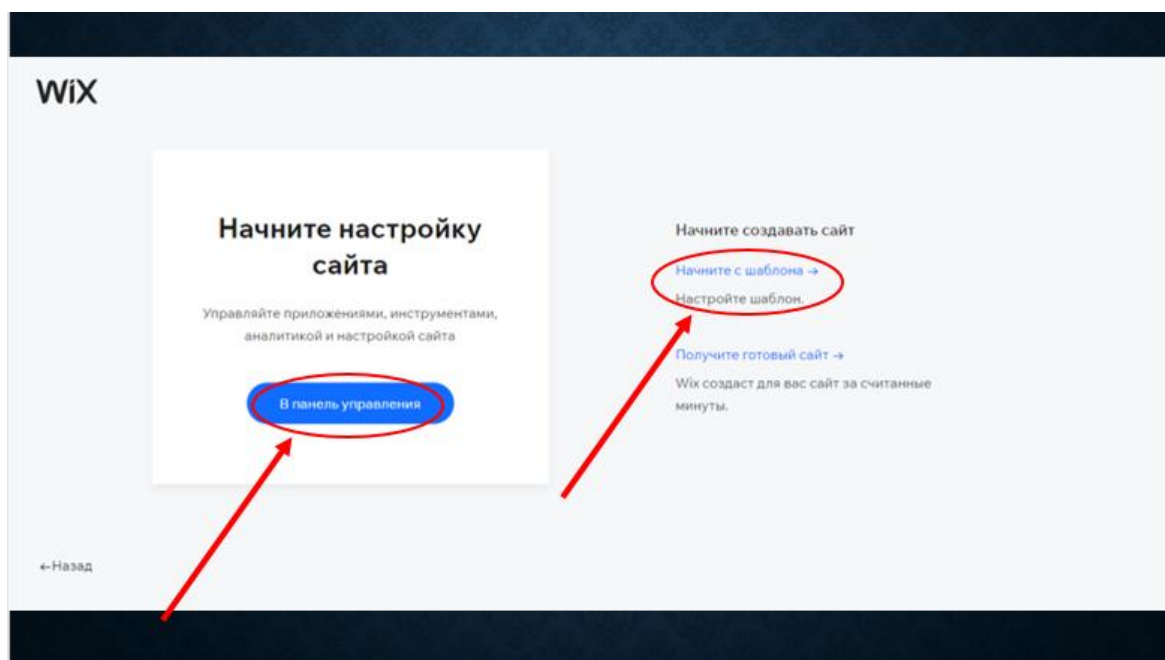 WiX
Начните настройку
сайта
Управляйте приложениями, инструментами,
аналитикой и настройкой сайта
В панель управления
Начните создавать сайт
Начните с шаблона →
Настройте шаблон.
Получите готовый сайт →
Wix создаст для вас сайт за считанные
минуты.
←Назад